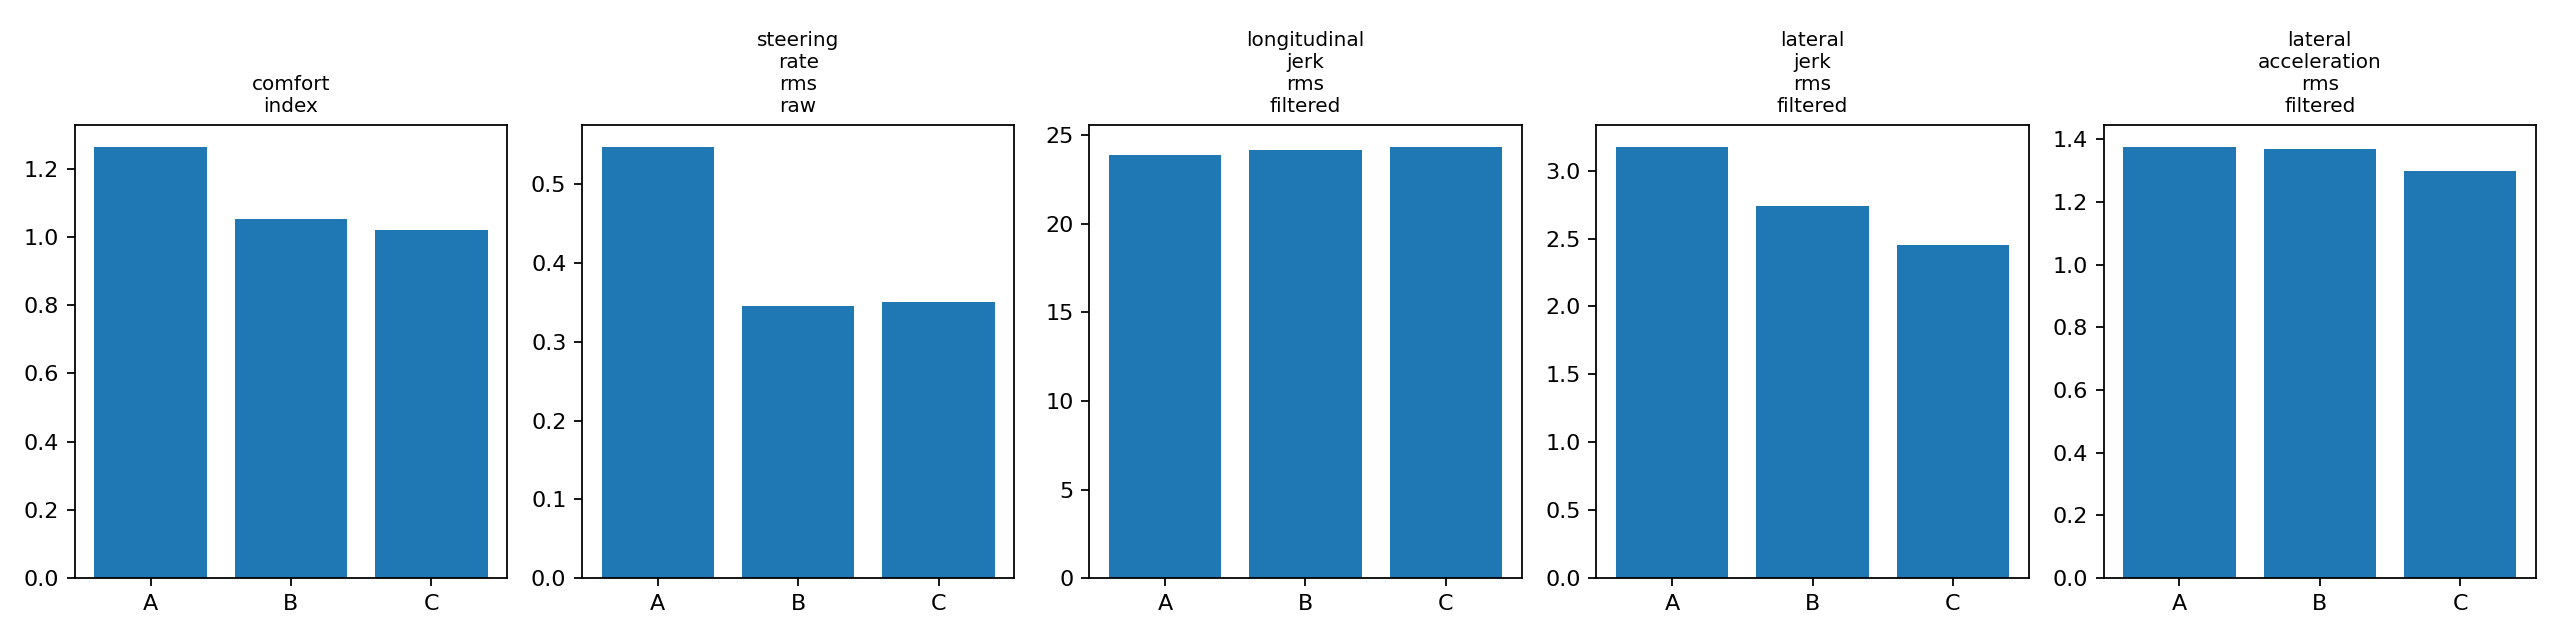 comfort
index
1.2
1.0
0.8
0.6
0.4
0.2
0.0
A B C
steering
rate
rms
raw
0.5
0.4
0.3
0.2
0.1
0.0
A B C
longitudinal
jerk
rms
filtered
25
20
15
10
5
0
A B C
lateral
jerk
rms
filtered
3.0
2.5
2.0
1.5
1.0
0.5
0.0
A B C
lateral
acceleration
rms
filtered
1.4
1.2
1.0
0.8
0.6
0.4
0.2
0.0
A B C